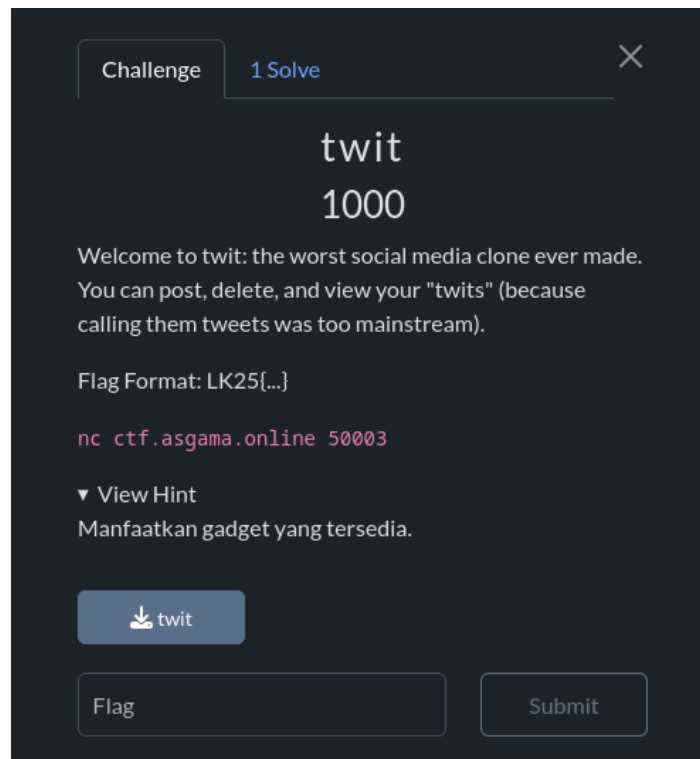 Challenge
1 Solve
twit
1000
Welcome to twit: the worst social media clone ever made.
You can post, delete, and view your "twits" (because
calling them tweets was too mainstream).
Flag Format: LK25{...}
nc ctf.asgama.online 50003
▼ View Hint
Manfaatkan gadget yang tersedia.
twit
Flag
Submit